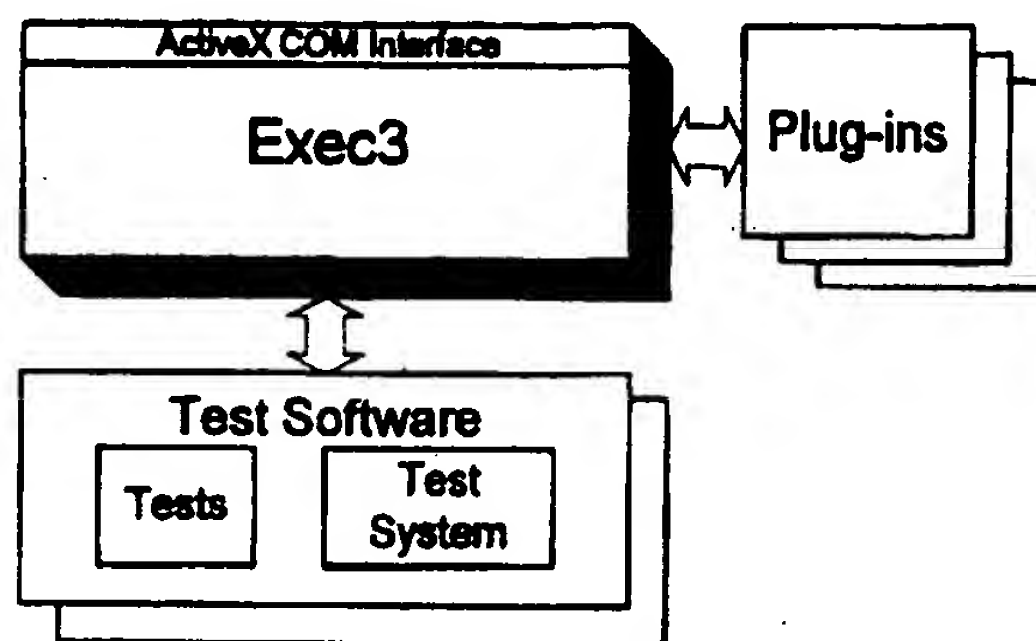 ActiveX COM Interface
Exec3
Plug-ins
Test Software
Tests
Test
System